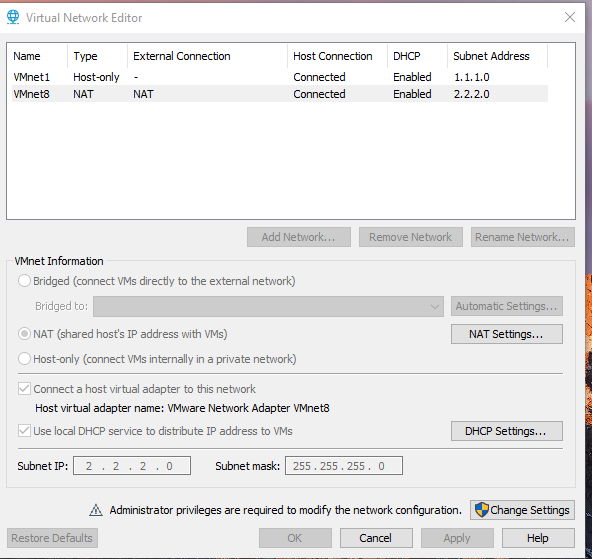 Virtual Network Editor
Name Type External Connection Host Connection DHCP Subnet Address
VMnet1 Host-only - Connected Enabled 1.1.1.0
VMnet8 NAT NAT Connected Enabled 2.2.2.0
Add Network... Remove Network Rename Network...
VMnet Information
Bridged (connect VMs directly to the external network)
Bridged to: Automatic Settings...
NAT (shared host's IP address with VMs) NAT Settings...
Host-only (connect VMs internally in a private network)
Connect a host virtual adapter to this network
Host virtual adapter name: VMware Network Adapter VMnet8
Use local DHCP service to distribute IP address to VMs DHCP Settings...
Subnet IP: 2 . 2 . 2 . 0 Subnet mask: 255 . 255 . 255 . 0
Administrator privileges are required to modify the network configuration. Change Settings
Restore Defaults OK Cancel Apply Help